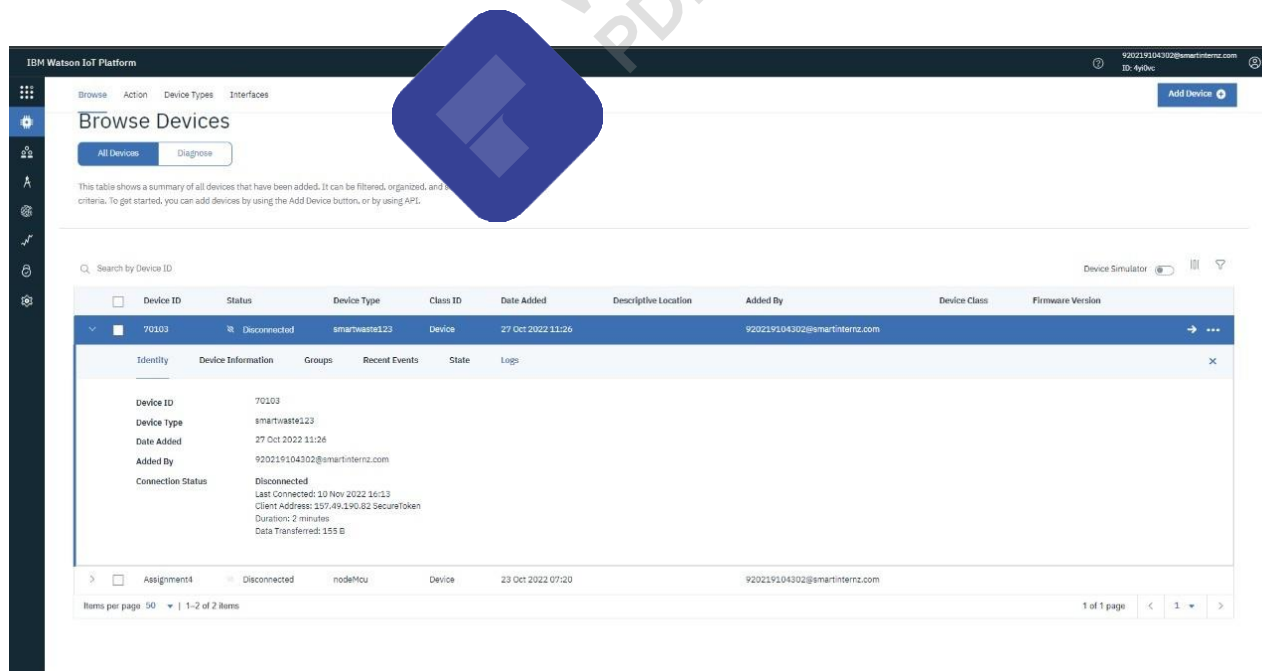 PD
IBM Watson IoT Platform
920219104302@smartinternz.com
ID: 4yi0vc
Browse Action Device Types Interfaces
Add Device
Browse Devices
All Devices Diagnose
This table shows a summary of all devices that have been added. It can be filtered, organized, and
criteria. To get started, you can add devices by using the Add Device button, or by using API.
Search by Device ID
Device Simulator
Device ID Status Device Type Class ID Date Added Descriptive Location Added By Device Class Firmware Version
70103 Disconnected smartwaste123 Device 27 Oct 2022 11:26 920219104302@smartinternz.com
Identity Device Information Groups Recent Events State Logs
Device ID 70103
Device Type smartwaste123
Date Added 27 Oct 2022 11:26
Added By 920219104302@smartinternz.com
Connection Status Disconnected
Last Connected: 10 Nov 2022 16:13
Client Address: 157.49.190.82 SecureToken
Duration: 2 minutes
Data Transferred: 155 B
Assignment4 Disconnected nodeMcu Device 23 Oct 2022 07:20 920219104302@smartinternz.com
Items per page 50 | 1–2 of 2 items
1 of 1 page < 1 >